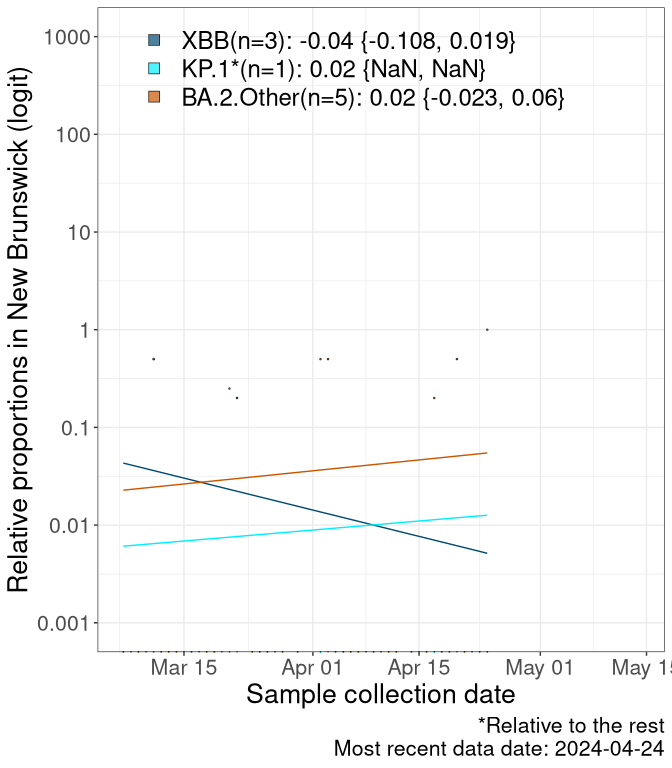 XBB(n=3): -0.04 {-0.108, 0.019}
KP.1*(n=1): 0.02 {NaN, NaN}
BA.2.Other(n=5): 0.02 {-0.023, 0.06}
Relative proportions in New Brunswick (logit)
1000
100
10
1
0.1
0.01
0.001
Mar 15 Apr 01 Apr 15 May 01 May 15
Sample collection date
*Relative to the rest
Most recent data date: 2024-04-24